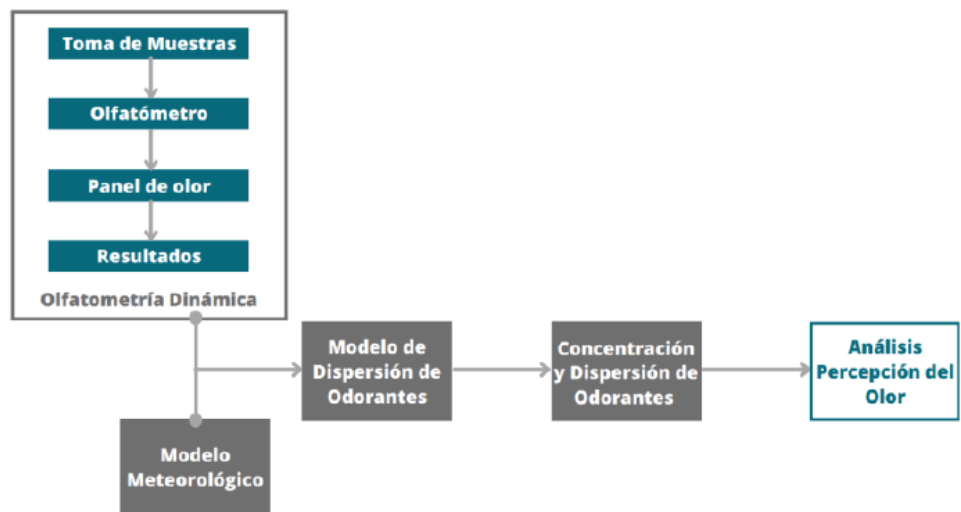 Toma de Muestras
Olfatómetro
Panel de olor
Resultados
Olfatometría Dinámica
Modelo de
Dispersión de
Odorantes
Concentración
y Dispersión de
Odorantes
Análisis
Percepción del
Olor
Modelo
Meteorológico